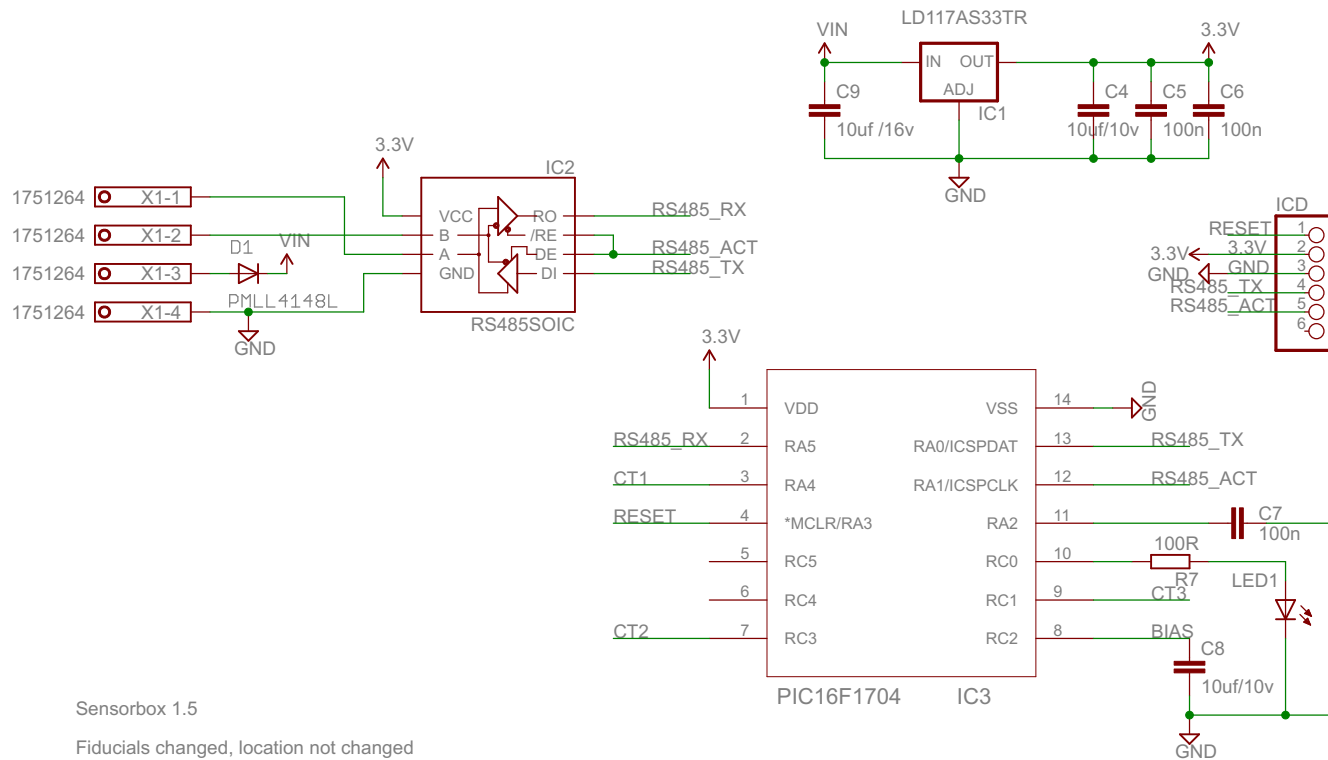 LD117AS33TR
VIN
3.3V
IN OUT
ADJ
IC1
C9
10uf /16v
C4
10uf/10v
C5
100n
C6
100n
GND
3.3V
IC2
1751264 X1-1
1751264 X1-2
1751264 X1-3
1751264 X1-4
D1
VIN
PMLL4148L
GND
VCC RO
B /RE
A DE
GND DI
RS485SOIC
RS485_RX
RS485_ACT
RS485_TX
ICD
RESET 1
3.3V 3.3V 2
GND GND 3
RS485_TX 4
RS485_ACT 5
6
3.3V
1 VDD VSS 14 GND
RS485_RX 2 RA5 RA0/ICSPDAT 13 RS485_TX
CT1 3 RA4 RA1/ICSPCLK 12 RS485_ACT
RESET 4 *MCLR/RA3 RA2 11
C7
100n
5 RC5 RC0 10
100R
R7
LED1
6 RC4 RC1 9 CT3
CT2 7 RC3 RC2 8 BIAS
C8
10uf/10v
GND
PIC16F1704 IC3
Sensorbox 1.5
Fiducials changed, location not changed